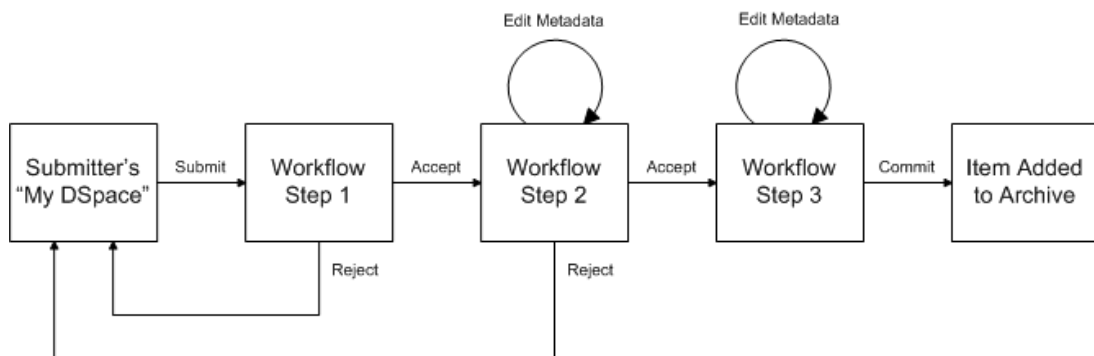 Edit Metadata
Edit Metadata
Submitter's
“My DSpace”
Submit
Workflow
Step 1
Accept
Workflow
Step 2
Accept
Workflow
Step 3
Commit
Item Added
to Archive
Reject
Reject